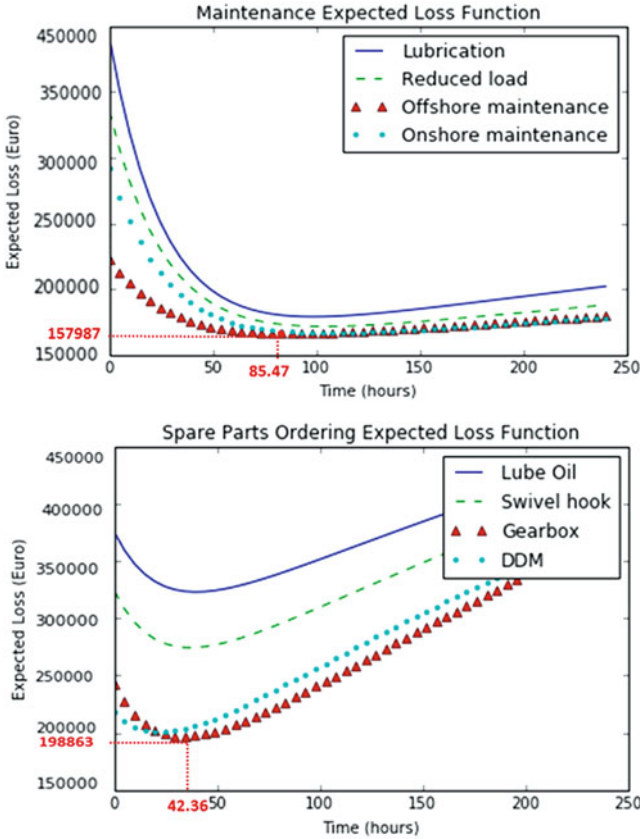 Maintenance Expected Loss Function
450000
350000
300000
250000
200000
157987
150000
Expected Loss (Euro)
Lubrication
Reduced load
Offshore maintenance
Onshore maintenance
0
50
85.47
100
150
200
250
Time (hours)
Spare Parts Ordering Expected Loss Function
450000
400000
350000
300000
250000
200000
198863
150000
Expected Loss (Euro)
Lube Oil
Swivel hook
Gearbox
DDM
0
42.36
50
100
150
200
250
Time (hours)